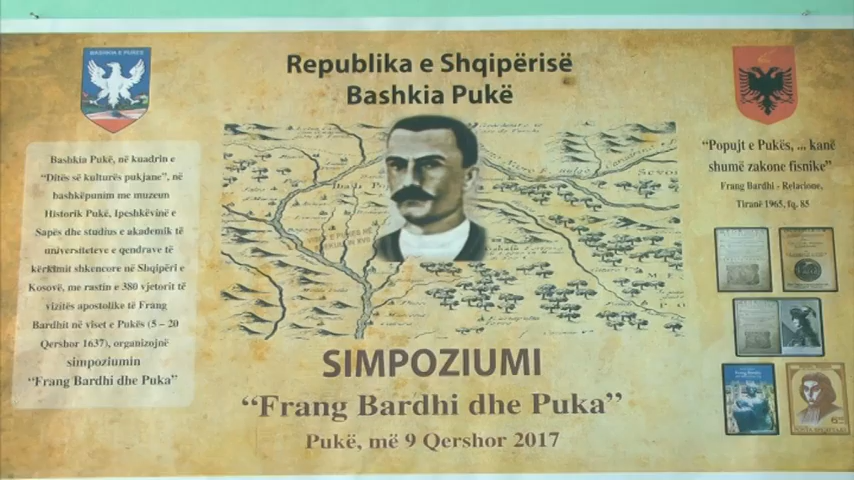 BASHKIA E PUKËS
Republika e Shqipërisë
Bashkia Pukë
Bashkia Pukë, në kuadrin e
“Ditës së kulturës pukjane”, në
bashkëpunim me muzeun
Historik Pukë, Ipeshkëvinë e
Sapës dhe studius e akademik të
universiteteve e qendrave të
kërkimit shkencore në Shqipëri e
Kosovë, me rastin e 380 vjetorit të
vizitës apostolike të Frang
Bardhit në viset e Pukës (5 – 20
Qershor 1637), organizojnë
simpoziumin
“Frang Bardhi dhe Puka”
“Popujt e Pukës, ... kanë
shumë zakone fisnike”
Frang Bardhi - Relacione,
Tiranë 1965, fq. 85
SIMPOZIUMI
“Frang Bardhi dhe Puka”
Pukë, më 9 Qershor 2017